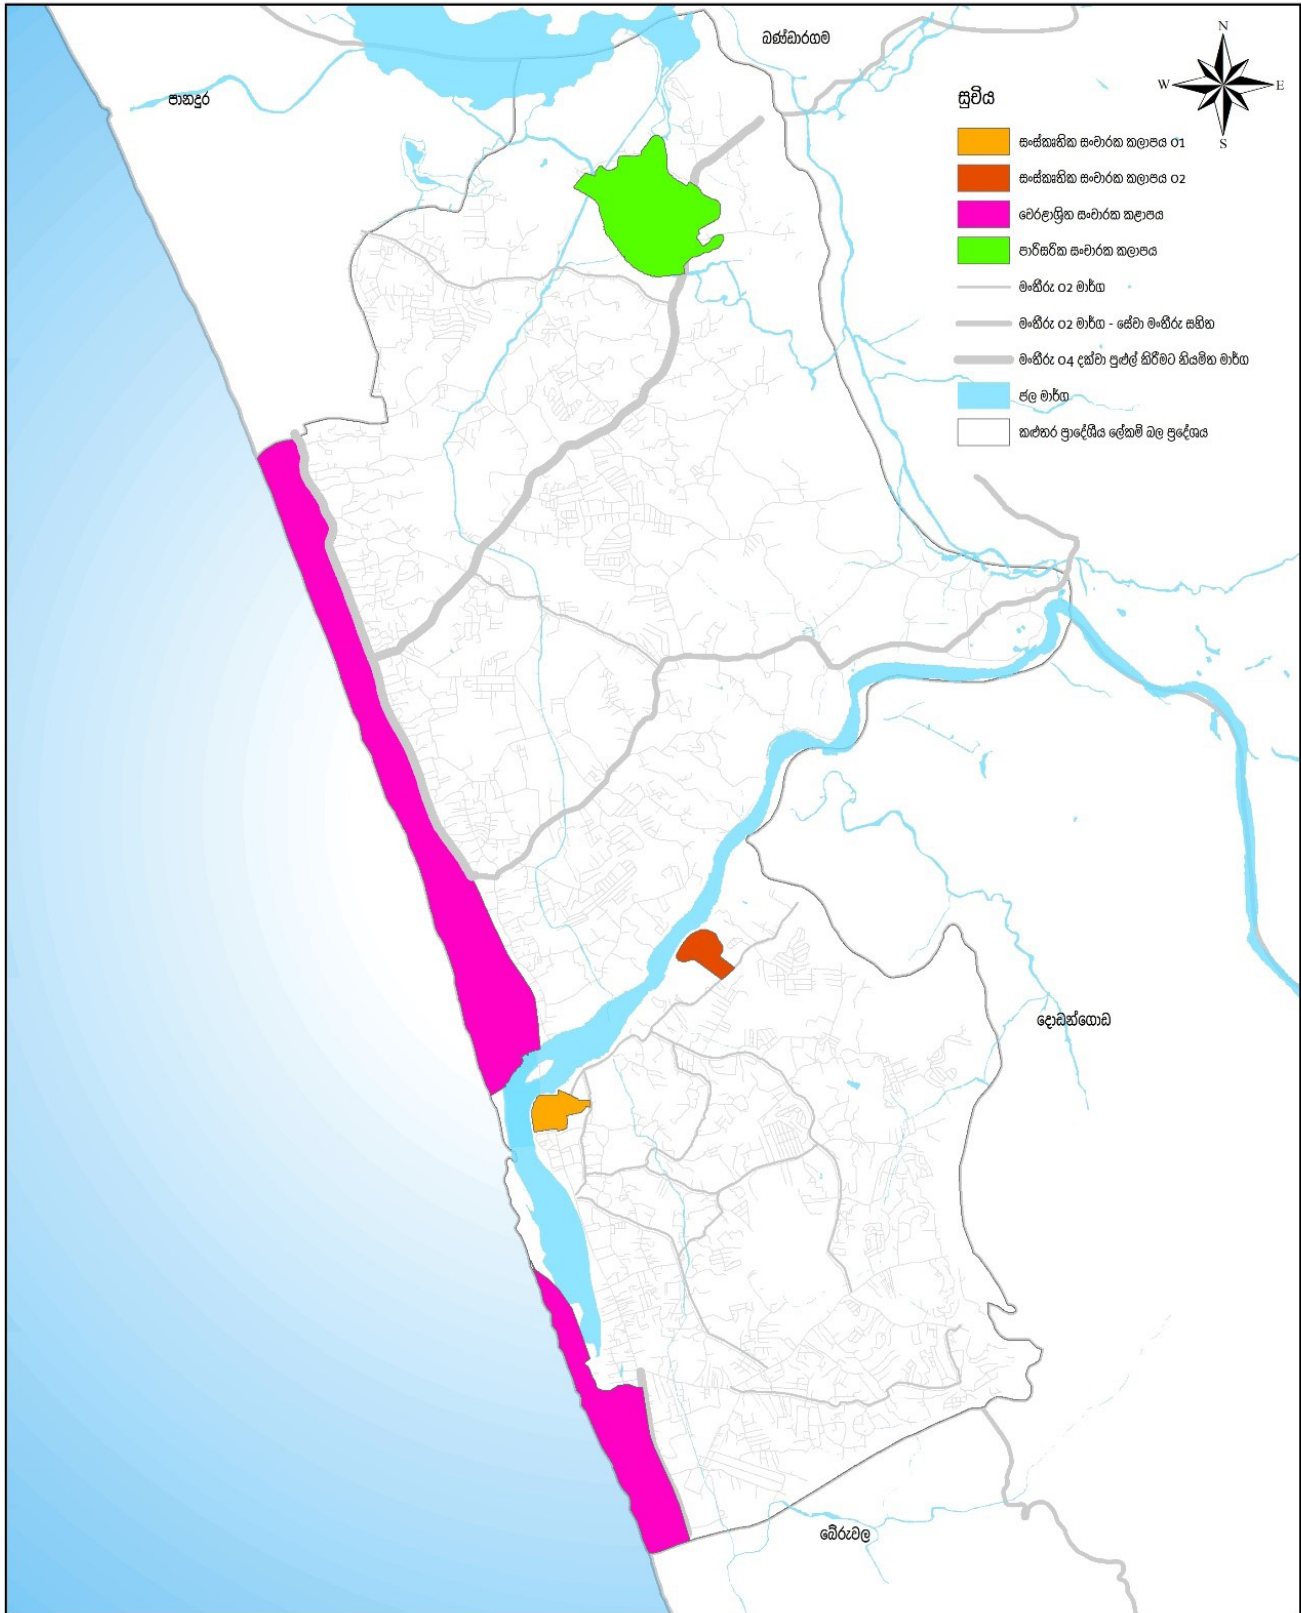 බණ්ඩාරගම
පානදුර
N
W
E
S
සූචිය
සංස්කෘතික සංචාරක කලාපය 01
සංස්කෘතික සංචාරක කලාපය 02
වෙරළාශ්‍රිත සංචාරක කළාපය
පාරිසරික සංචාරක කලාපය
මංතීරු 02 මාර්ග
මංතීරු 02 මාර්ග - සේවා මංතීරු සහිත
මංතීරු 04 දක්වා පුළුල් කිරීමට නියමිත මාර්ග
ජල මාර්ග
කළුතර ප්‍රාදේශීය ලේකම් බල ප්‍රදේශය
දොඩන්ගොඩ
බේරුවල